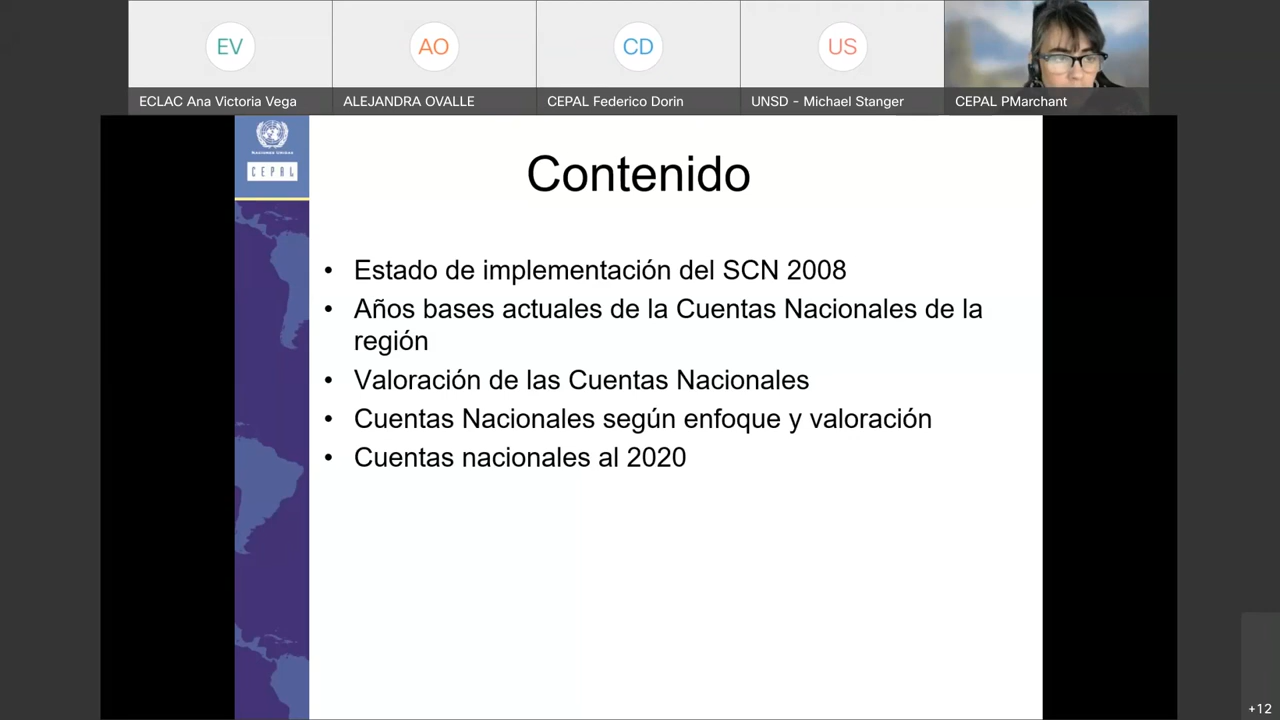 EV
AO
CD
US
ECLAC Ana Victoria Vega
ALEJANDRA OVALLE
CEPAL Federico Dorin
UNSD - Michael Stanger
CEPAL PMarchant
NACIONES UNIDAS
CEPAL
Contenido
• Estado de implementación del SCN 2008
• Años bases actuales de la Cuentas Nacionales de la
región
• Valoración de las Cuentas Nacionales
• Cuentas Nacionales según enfoque y valoración
• Cuentas nacionales al 2020
+12